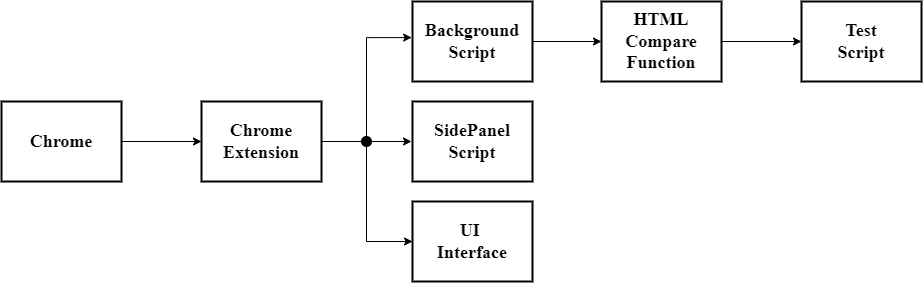 Background
Script
HTML
Compare
Function
Test
Script
Chrome
Chrome
Extension
SidePanel
Script
UI
Interface